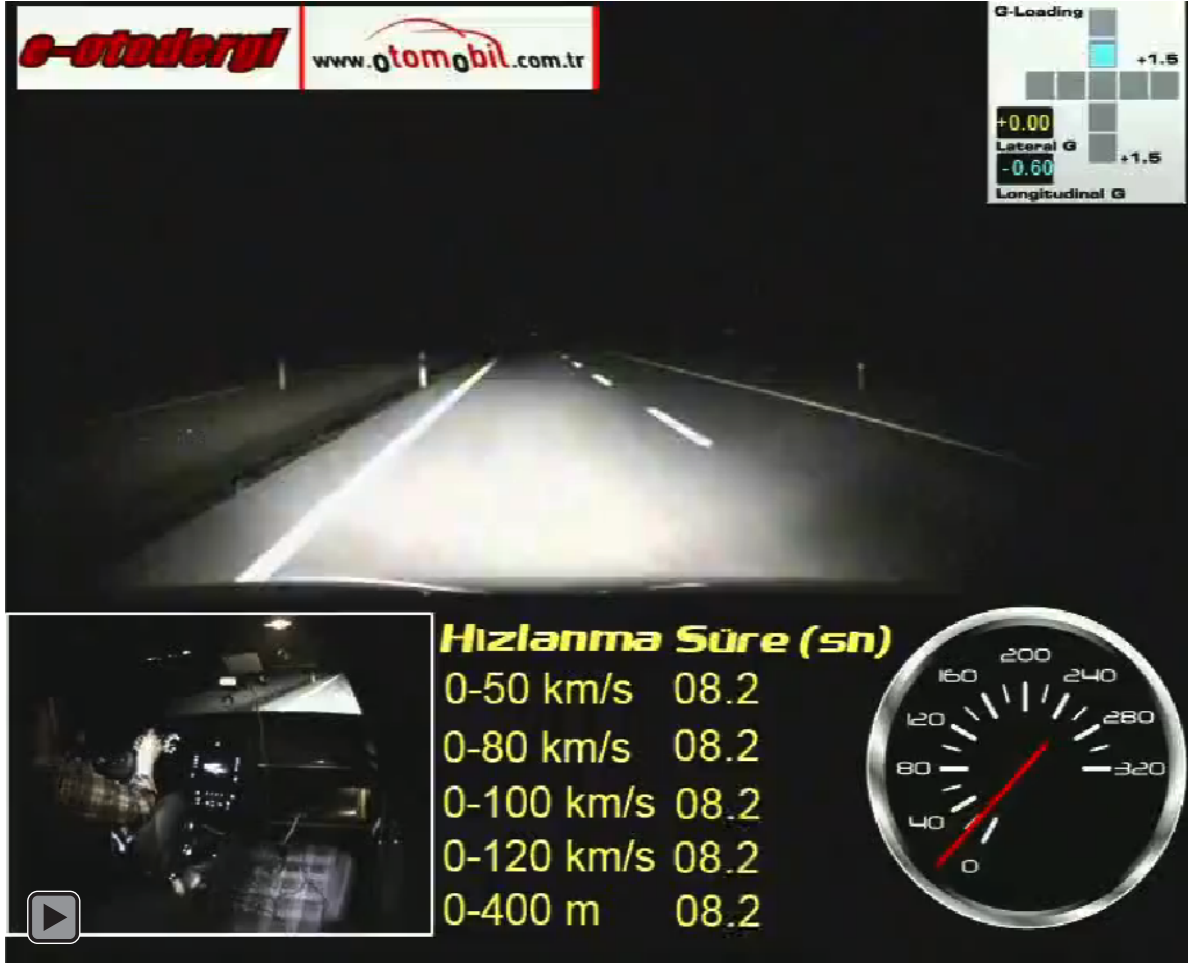 e-otodergi
www.otomobil.com.tr
G-Loading
+1.5
+0.00
Lateral G
+1.5
-0.60
Longitudinal G
Hızlanma Süre (sn)
0-50 km/s 08.2
0-80 km/s 08.2
0-100 km/s 08.2
0-120 km/s 08.2
0-400 m 08.2
200
160 240
120 280
80 320
40
0